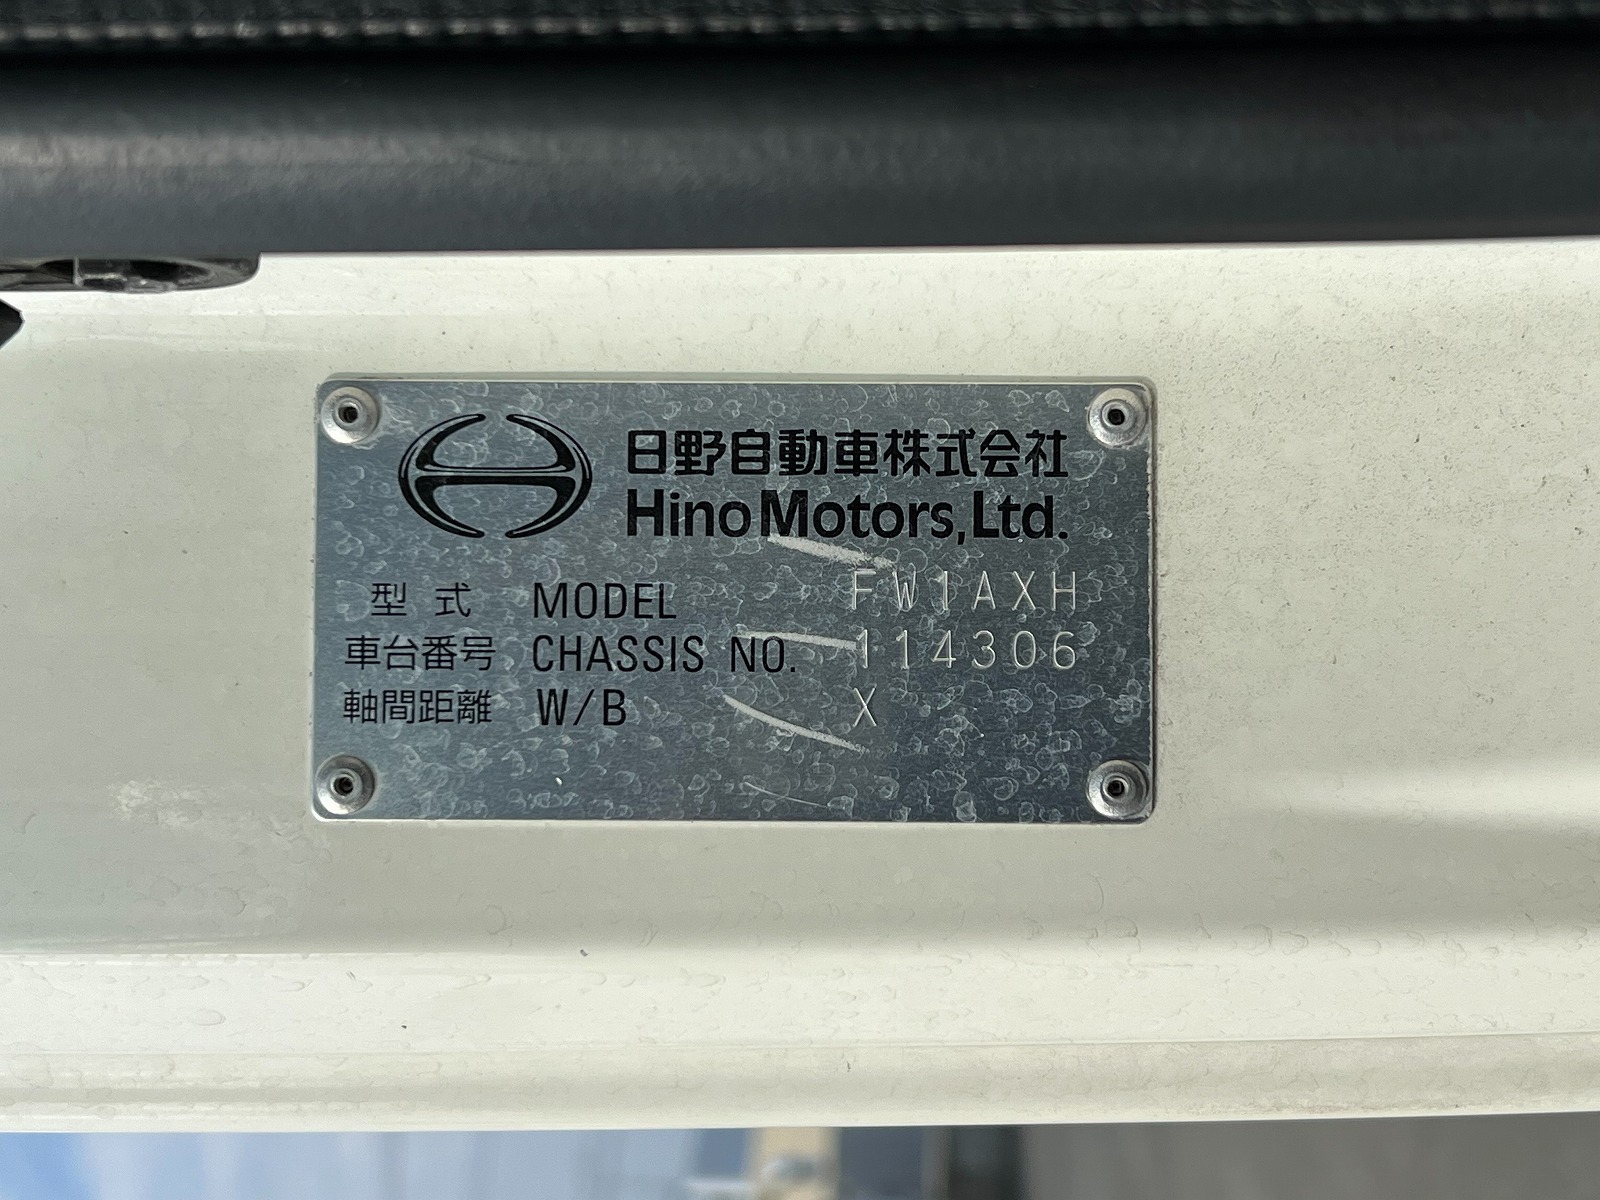 日野自動車株式会社
Hino Motors, Ltd.
型式 MODEL FW1AXH
車台番号 CHASSIS NO. 114306
軸間距離 W/B X